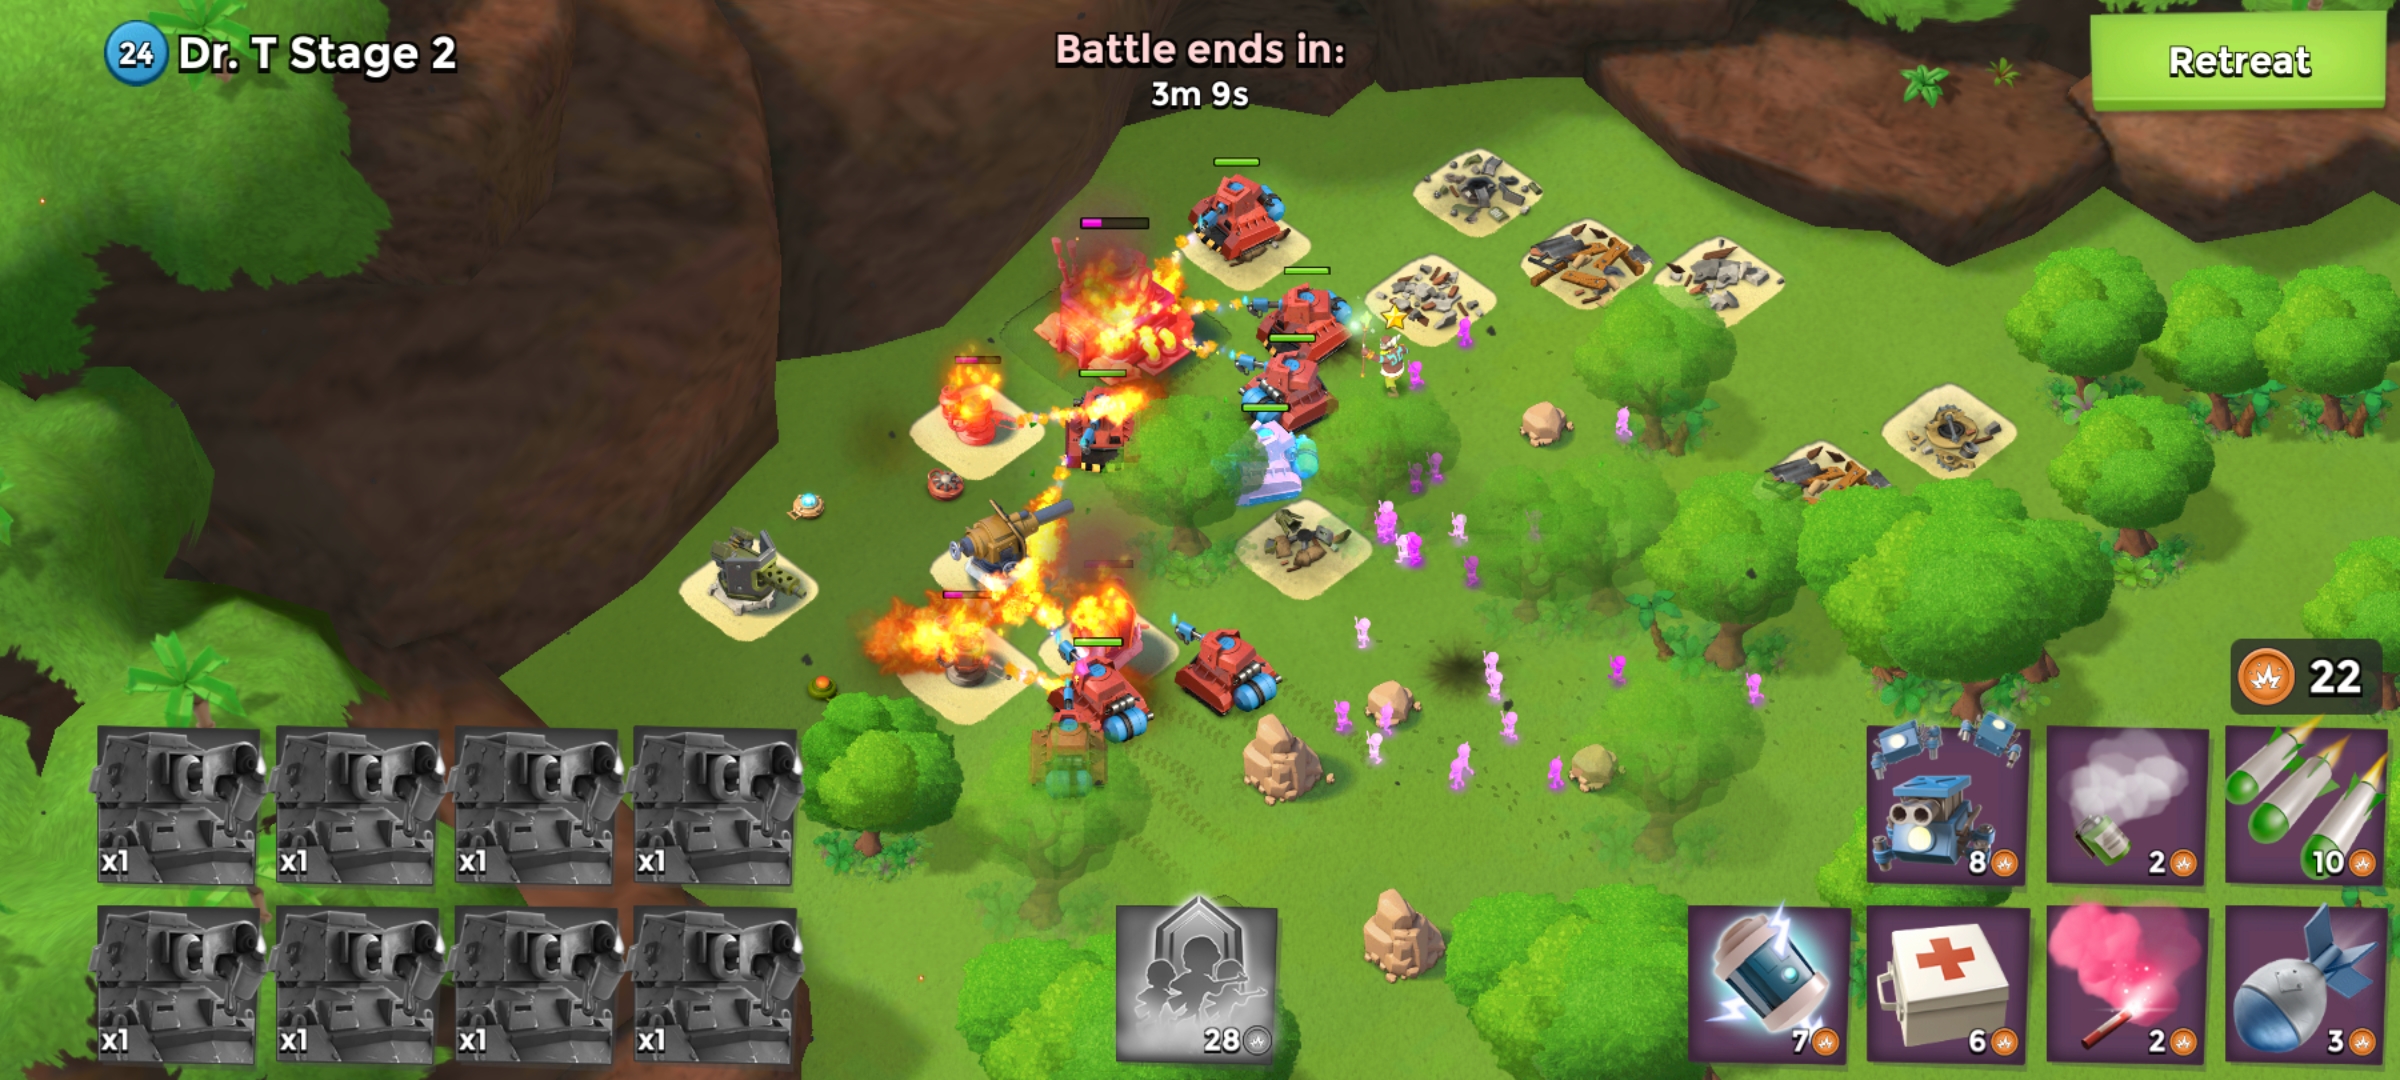 24 Dr. T Stage 2
Battle ends in:
3m 9s
Retreat
22
8
2
10
x1
x1
x1
x1
x1
x1
x1
x1
28
7
6
2
3